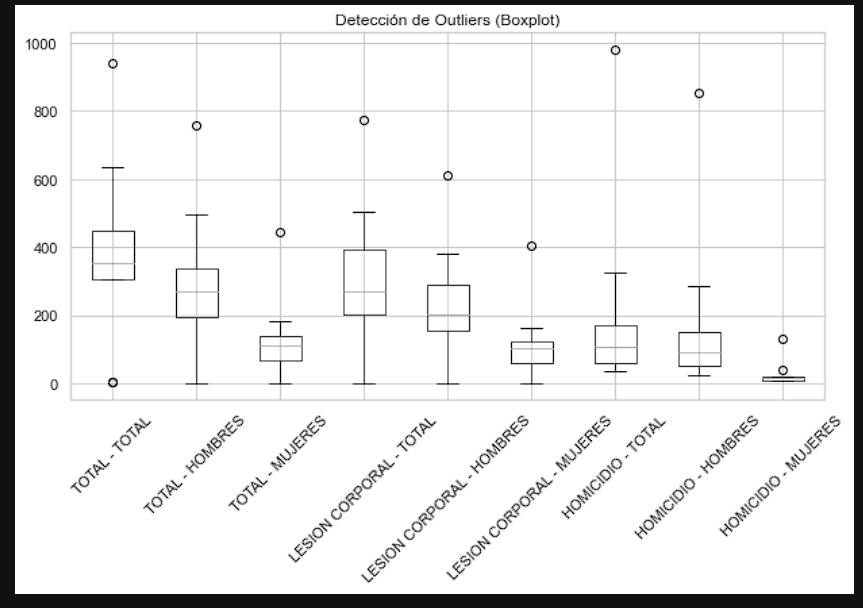 Detección de Outliers (Boxplot)
1000
800
600
400
200
0
TOTAL - TOTAL
TOTAL - HOMBRES
TOTAL - MUJERES
LESION CORPORAL - TOTAL
LESION CORPORAL - HOMBRES
LESION CORPORAL - MUJERES
HOMICIDIO - TOTAL
HOMICIDIO - HOMBRES
HOMICIDIO - MUJERES